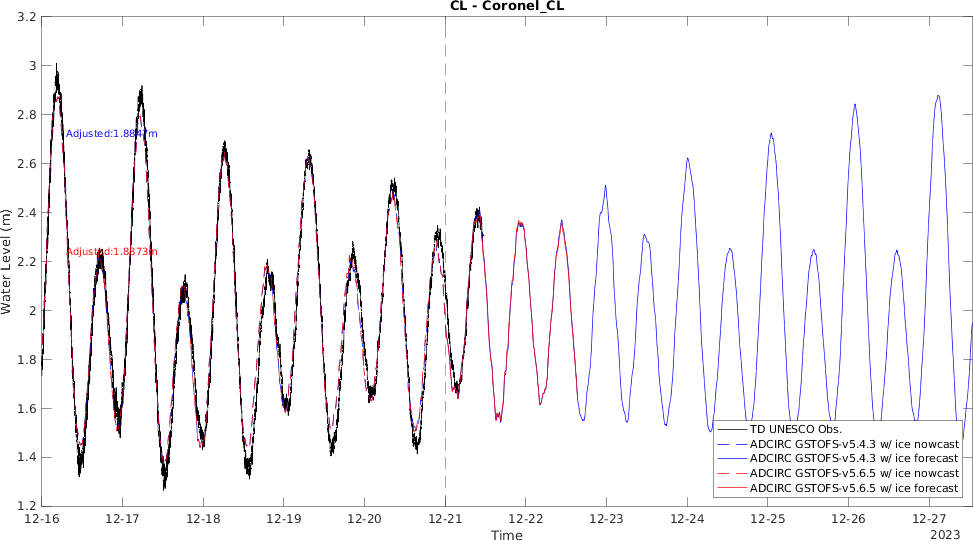 CL - Coronel_CL
3.2
3
2.8
2.6
2.4
2.2
2
1.8
1.6
1.4
1.2
Water Level (m)
Adjusted:1.8847m
Adjusted:1.8373m
TD UNESCO Obs.
ADCIRC GSTOFS-v5.4.3 w/ ice nowcast
ADCIRC GSTOFS-v5.4.3 w/ ice forecast
ADCIRC GSTOFS-v5.6.5 w/ ice nowcast
ADCIRC GSTOFS-v5.6.5 w/ ice forecast
12-16 12-17 12-18 12-19 12-20 12-21 12-22 12-23 12-24 12-25 12-26 12-27
Time
2023